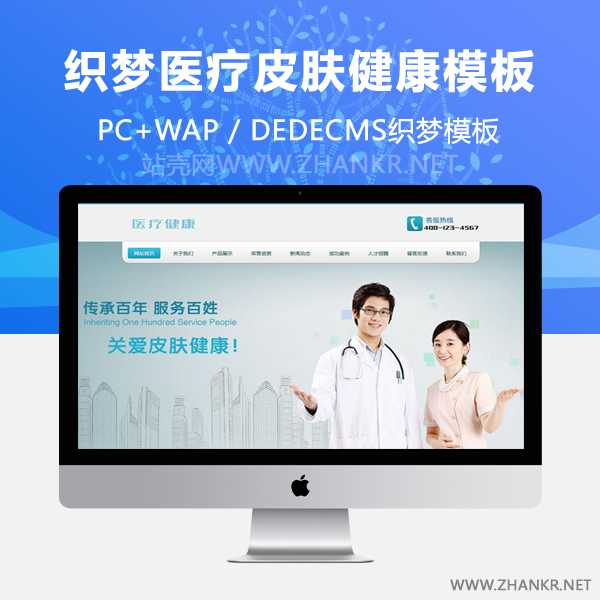 织梦医疗皮肤健康模板
PC+WAP / DEDECMS织梦模板
站壳网WWW.ZHANKR.NET
医疗健康
客服热线
400-123-4567
网站首页 关于我们 产品展示 荣誉资质 新闻动态 成功案例 人才招聘 留言反馈 联系我们
传承百年 服务百姓
Inheriting One Hundred Service People
关爱皮肤健康!
WWW.ZHANKR.NET